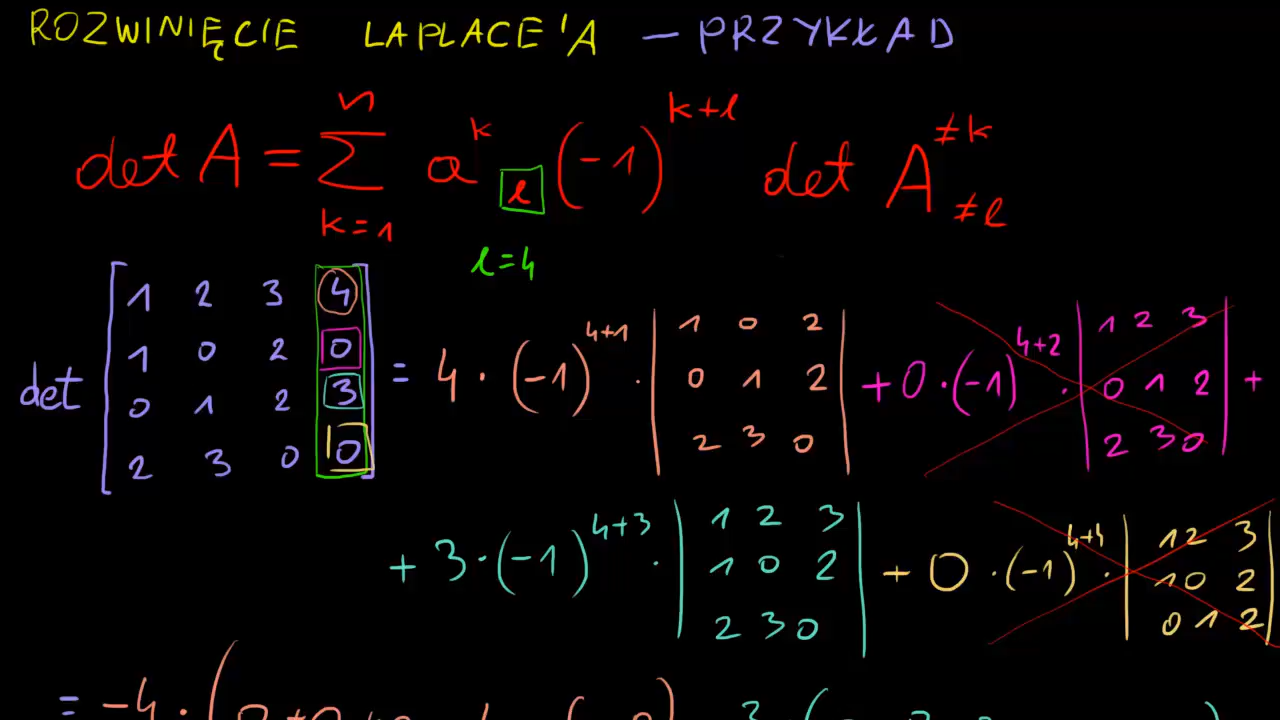 ROZWINIĘCIE LAPLACE'A — PRZYKŁAD
n
det A = Σ a^k_l (-1)^{k+l} det A^{≠k}_{≠l}
k=1
l=4
det [1 2 3 4; 1 0 2 0; 0 1 2 3; 2 3 0 0] = 4 · (-1)^{4+1} · |1 0 2; 0 1 2; 2 3 0| + 0 · (-1)^{4+2} · |1 2 3; 0 1 2; 2 3 0| +
+ 3 · (-1)^{4+3} · |1 2 3; 1 0 2; 2 3 0| + 0 · (-1)^{4+4} · |1 2 3; 1 0 2; 0 1 2|
= -4 · (